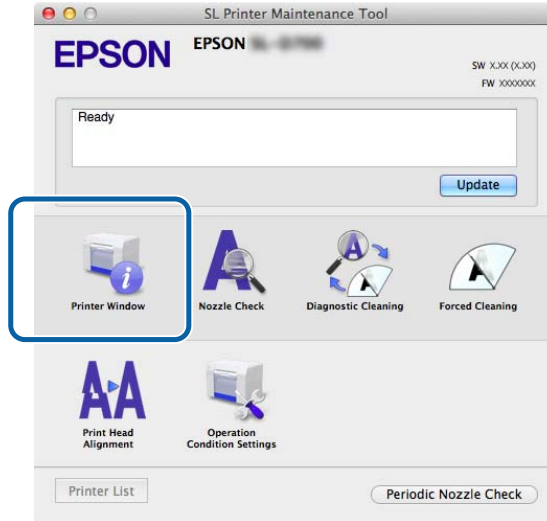 SL Printer Maintenance Tool
EPSON
EPSON
SW X.XX (X.XX)
FW XXXXXXX
Ready
Update
Printer Window
Nozzle Check
Diagnostic Cleaning
Forced Cleaning
Print Head
Alignment
Operation
Condition Settings
Printer List
Periodic Nozzle Check